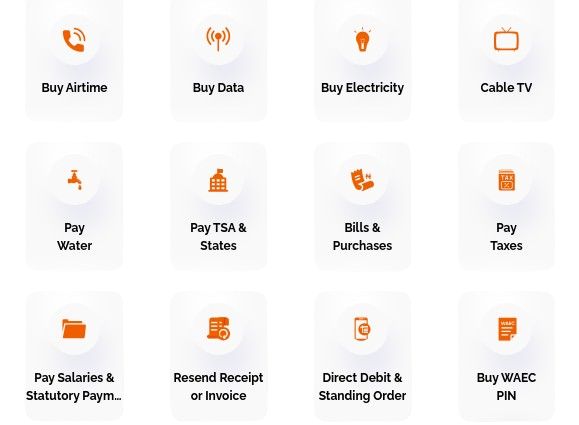 Buy Airtime
Buy Data
Buy Electricity
Cable TV
Pay
Water
Pay TSA &
States
Bills &
Purchases
TAX
Pay
Taxes
Pay Salaries &
Statutory Paym...
Resend Receipt
or Invoice
Direct Debit &
Standing Order
WAEC
Buy WAEC
PIN